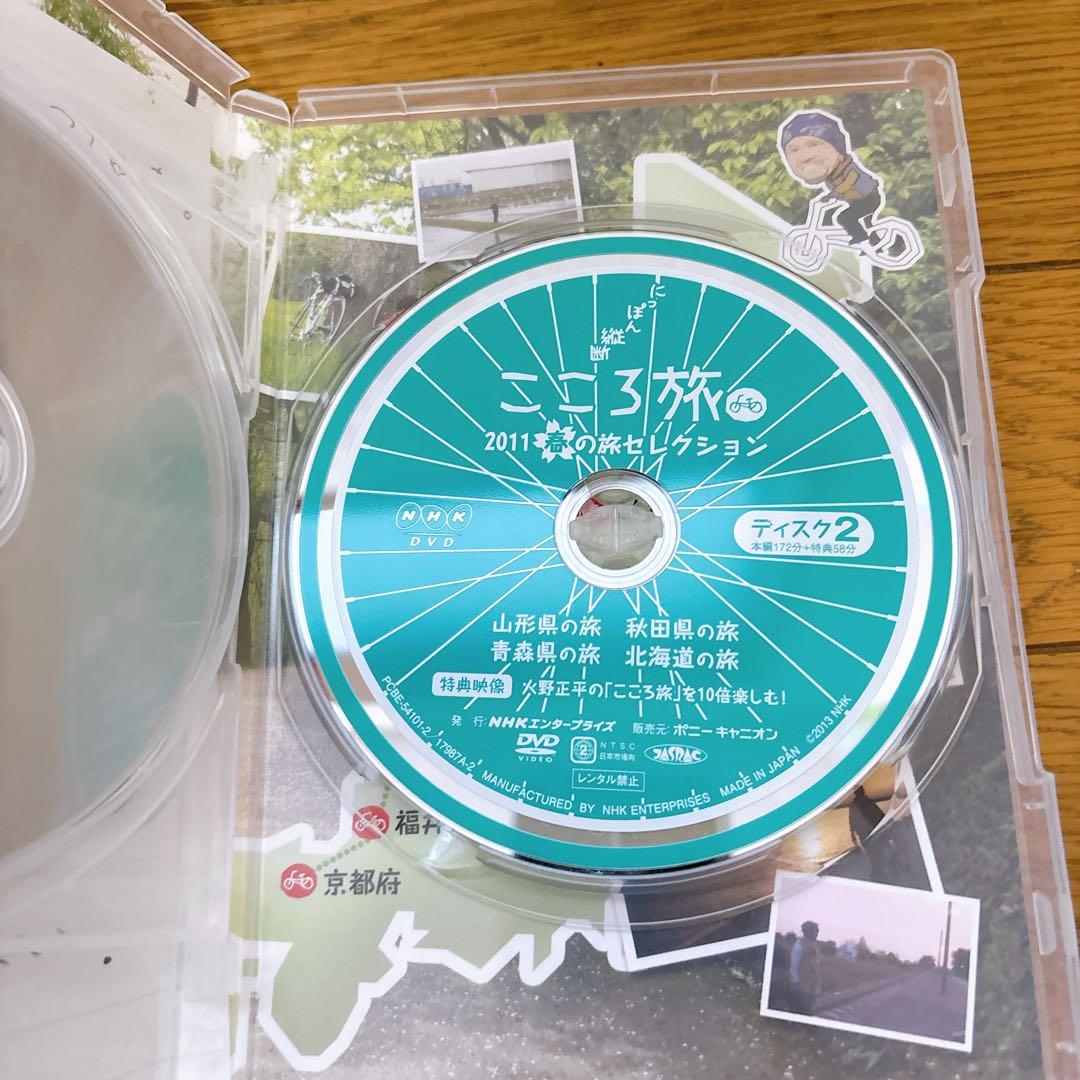 にっぽん
縦断
こころ旅
2011 春の旅セレクション
NHK
DVD
ディスク2
本編172分+特典58分
山形県の旅 秋田県の旅
青森県の旅 北海道の旅
特典映像 火野正平の「こころ旅」を10倍楽しむ!
発行:NHKエンタープライズ 販売元:ポニーキャニオン
DVD
VIDEO
2
NTSC
日本市場向
JASRAC
レンタル禁止
PCBE-54101-2 17987A-2 MANUFACTURED BY NHK ENTERPRISES MADE IN JAPAN ©2013 NHK
福井
京都府